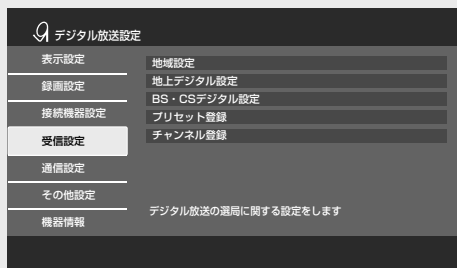 デジタル放送設定
表示設定
録画設定
接続機器設定
受信設定
通信設定
その他設定
機器情報
地域設定
地上デジタル設定
BS・CSデジタル設定
プリセット登録
チャンネル登録
デジタル放送の選局に関する設定をします